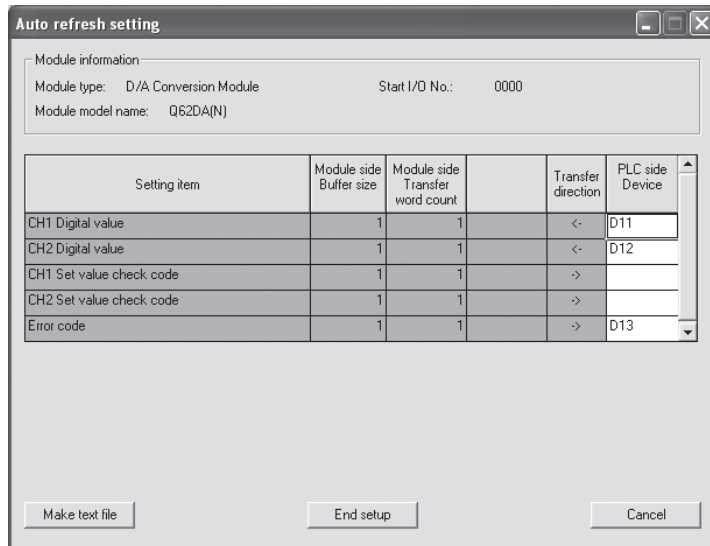 Auto refresh setting
Module information
Module type: D/A Conversion Module Start I/O No.: 0000
Module model name: Q62DA(N)
Setting item Module side Buffer size Module side Transfer word count Transfer direction PLC side Device
CH1 Digital value 1 1 <- D11
CH2 Digital value 1 1 <- D12
CH1 Set value check code 1 1 ->
CH2 Set value check code 1 1 ->
Error code 1 1 -> D13
Make text file End setup Cancel